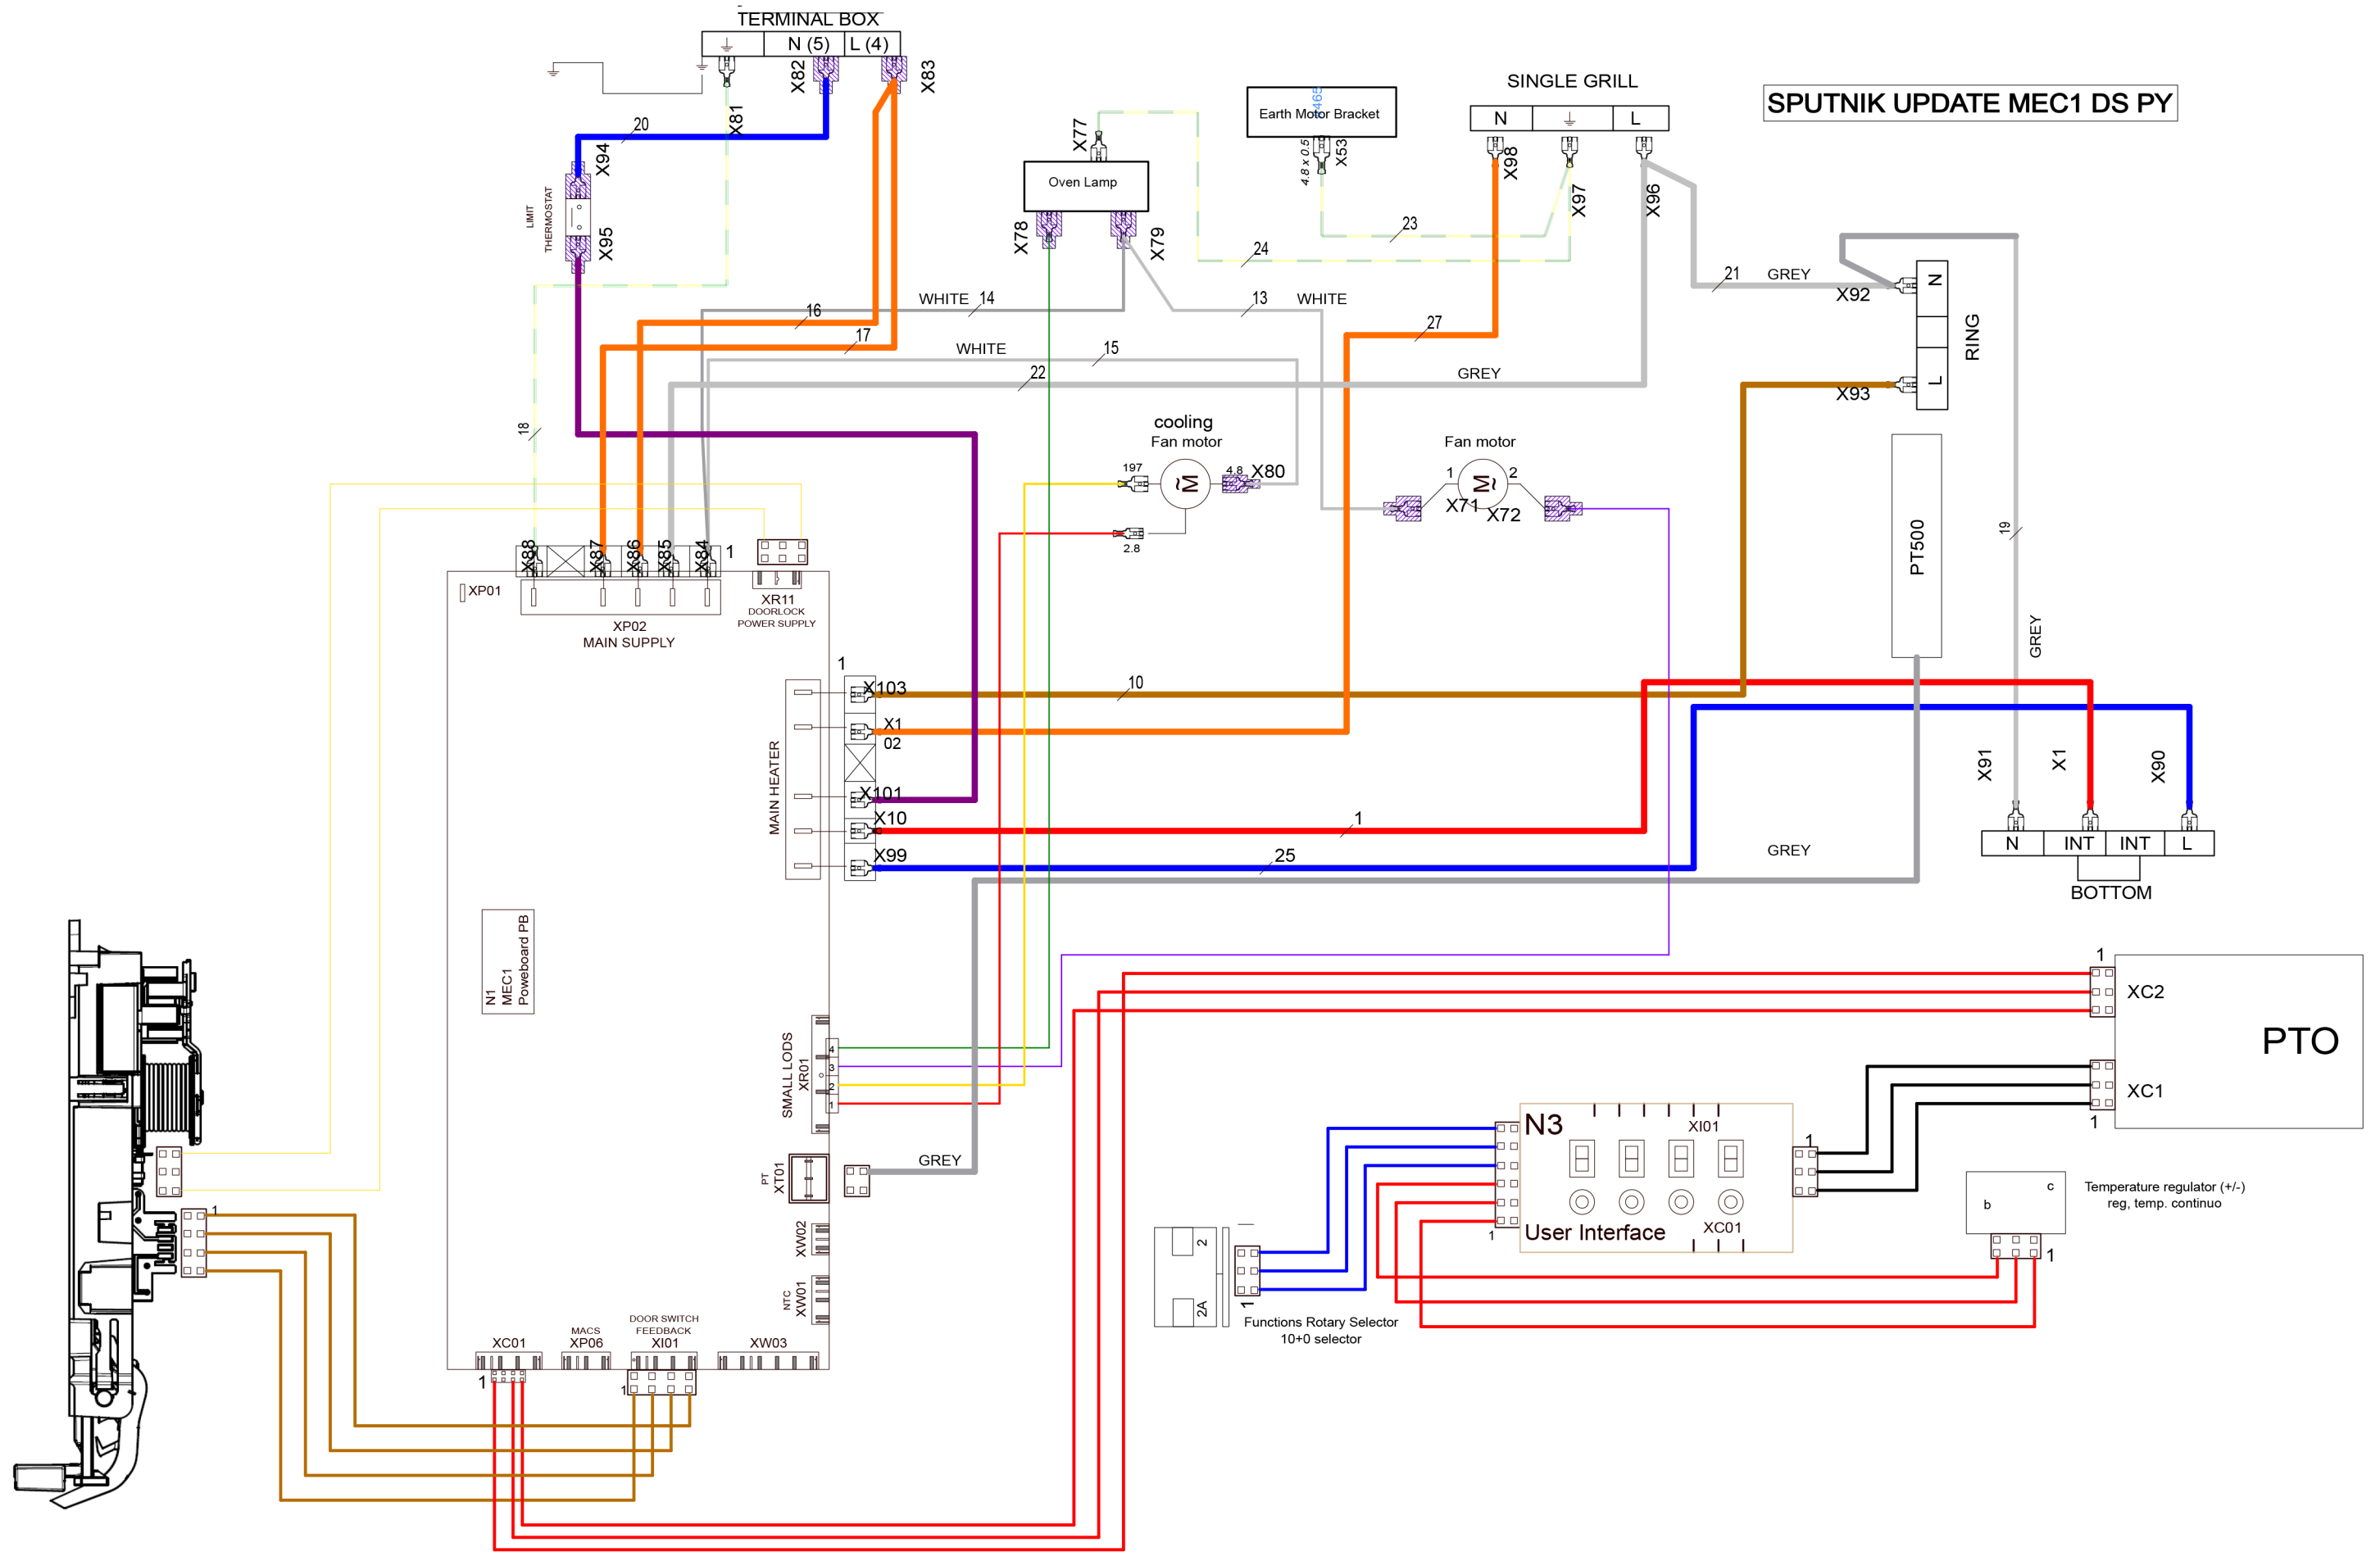 TERMINAL BOX
N (5)
L (4)
X81
X82
X83
20
X94
LIMIT
THERMOSTAT
X95
X77
Oven Lamp
X78
X79
X465
Earth Motor Bracket
4.8 x 0.5
X53
SINGLE GRILL
N
L
X98
X97
X96
SPUTNIK UPDATE MEC1 DS PY
23
24
21
GREY
X92
N
L
RING
X93
WHITE
14
13
WHITE
16
17
27
WHITE
15
22
GREY
18
cooling
Fan motor
197
M
~
4.8
X80
2.8
Fan motor
1
M
~
2
X71
X72
PT500
19
GREY
X88
X87
X86
X85
X84
1
XP01
XP02
MAIN SUPPLY
XR11
DOORLOCK
POWER SUPPLY
1
MAIN HEATER
X103
10
X1
02
X101
X10
1
X99
25
GREY
X91
X1
X90
N
INT
INT
L
BOTTOM
N1
MEC1
Poweboard PB
SMALL LODS
XR01
4
3
2
1
PT
XT01
GREY
XW02
NTC
XW01
1
XC01
1
MACS
XP06
DOOR SWITCH
FEEDBACK
XI01
1
XW03
1
XC2
PTO
XC1
1
N3
XI01
User Interface
XC01
1
1
2
2A
1
Functions Rotary Selector
10+0 selector
b
c
1
Temperature regulator (+/-)
reg, temp. continuo